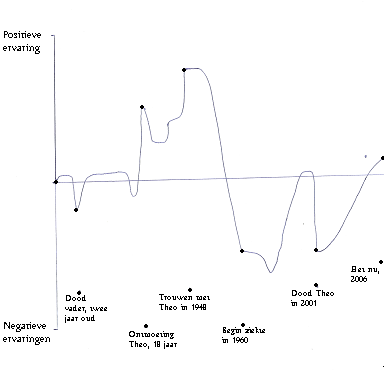 Positieve
ervaring
Dood
vader, twee
jaar oud
Trouwen met
Theo in 1948
Ontmoeting
Theo, 18 jaar
Begin ziekte
in 1960
Dood Theo
in 2001
Hier nu,
2006
Negatieve
ervaringen